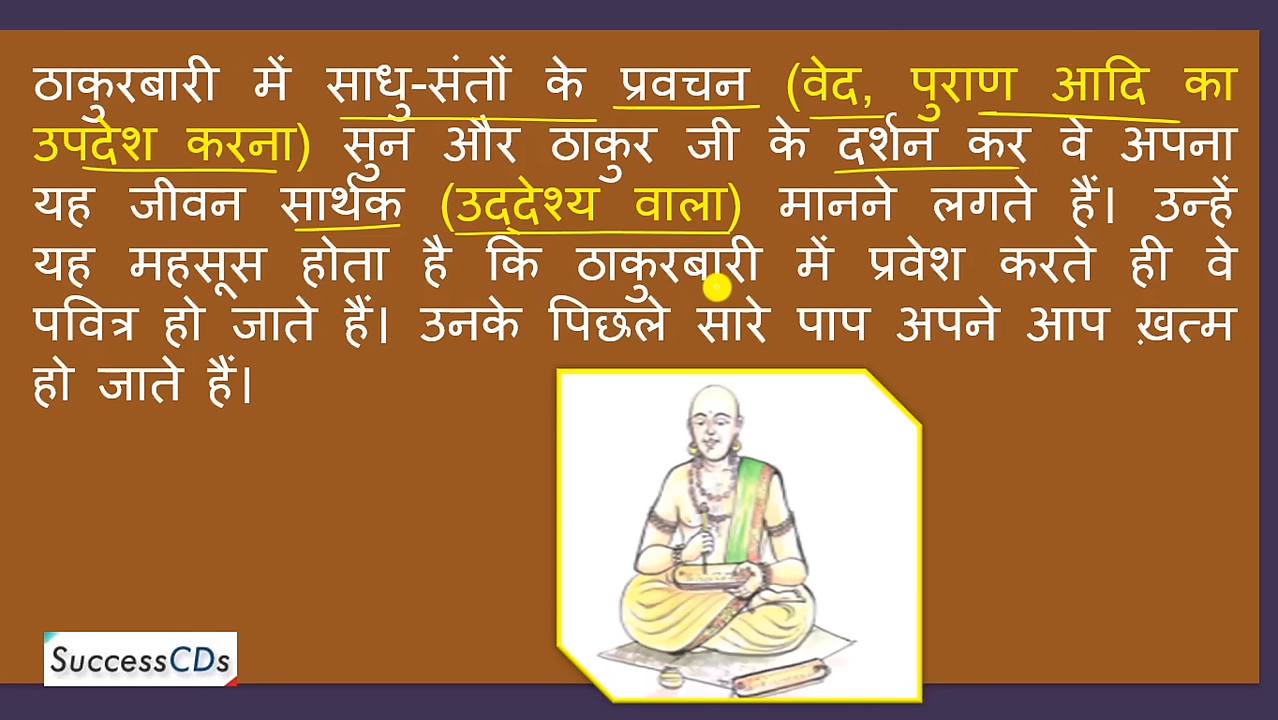 ठाकुरबारी में साधु-संतों के प्रवचन (वेद, पुराण आदि का
उपदेश करना) सुन और ठाकुर जी के दर्शन कर वे अपना
यह जीवन सार्थक (उद्देश्य वाला) मानने लगते हैं। उन्हें
यह महसूस होता है कि ठाकुरबारी में प्रवेश करते ही वे
पवित्र हो जाते हैं। उनके पिछले सारे पाप अपने आप ख़त्म
हो जाते हैं।
SuccessCDs